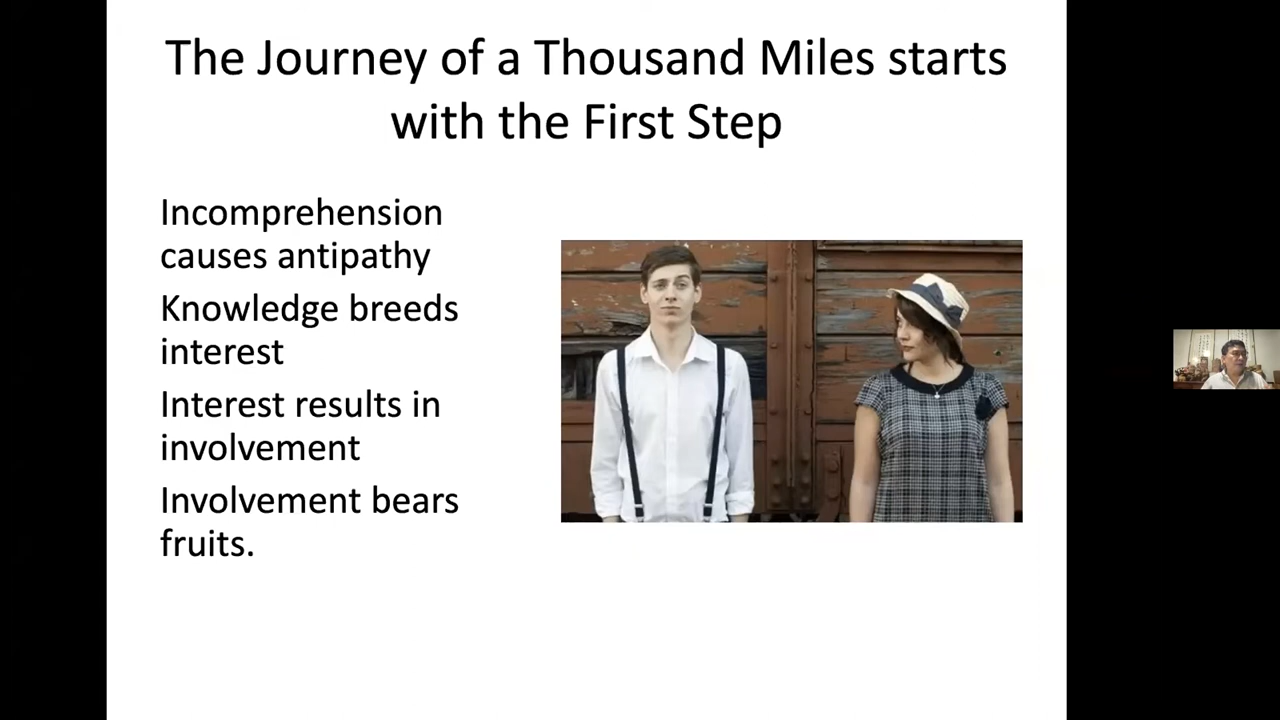 The Journey of a Thousand Miles starts
with the First Step
Incomprehension
causes antipathy
Knowledge breeds
interest
Interest results in
involvement
Involvement bears
fruits.